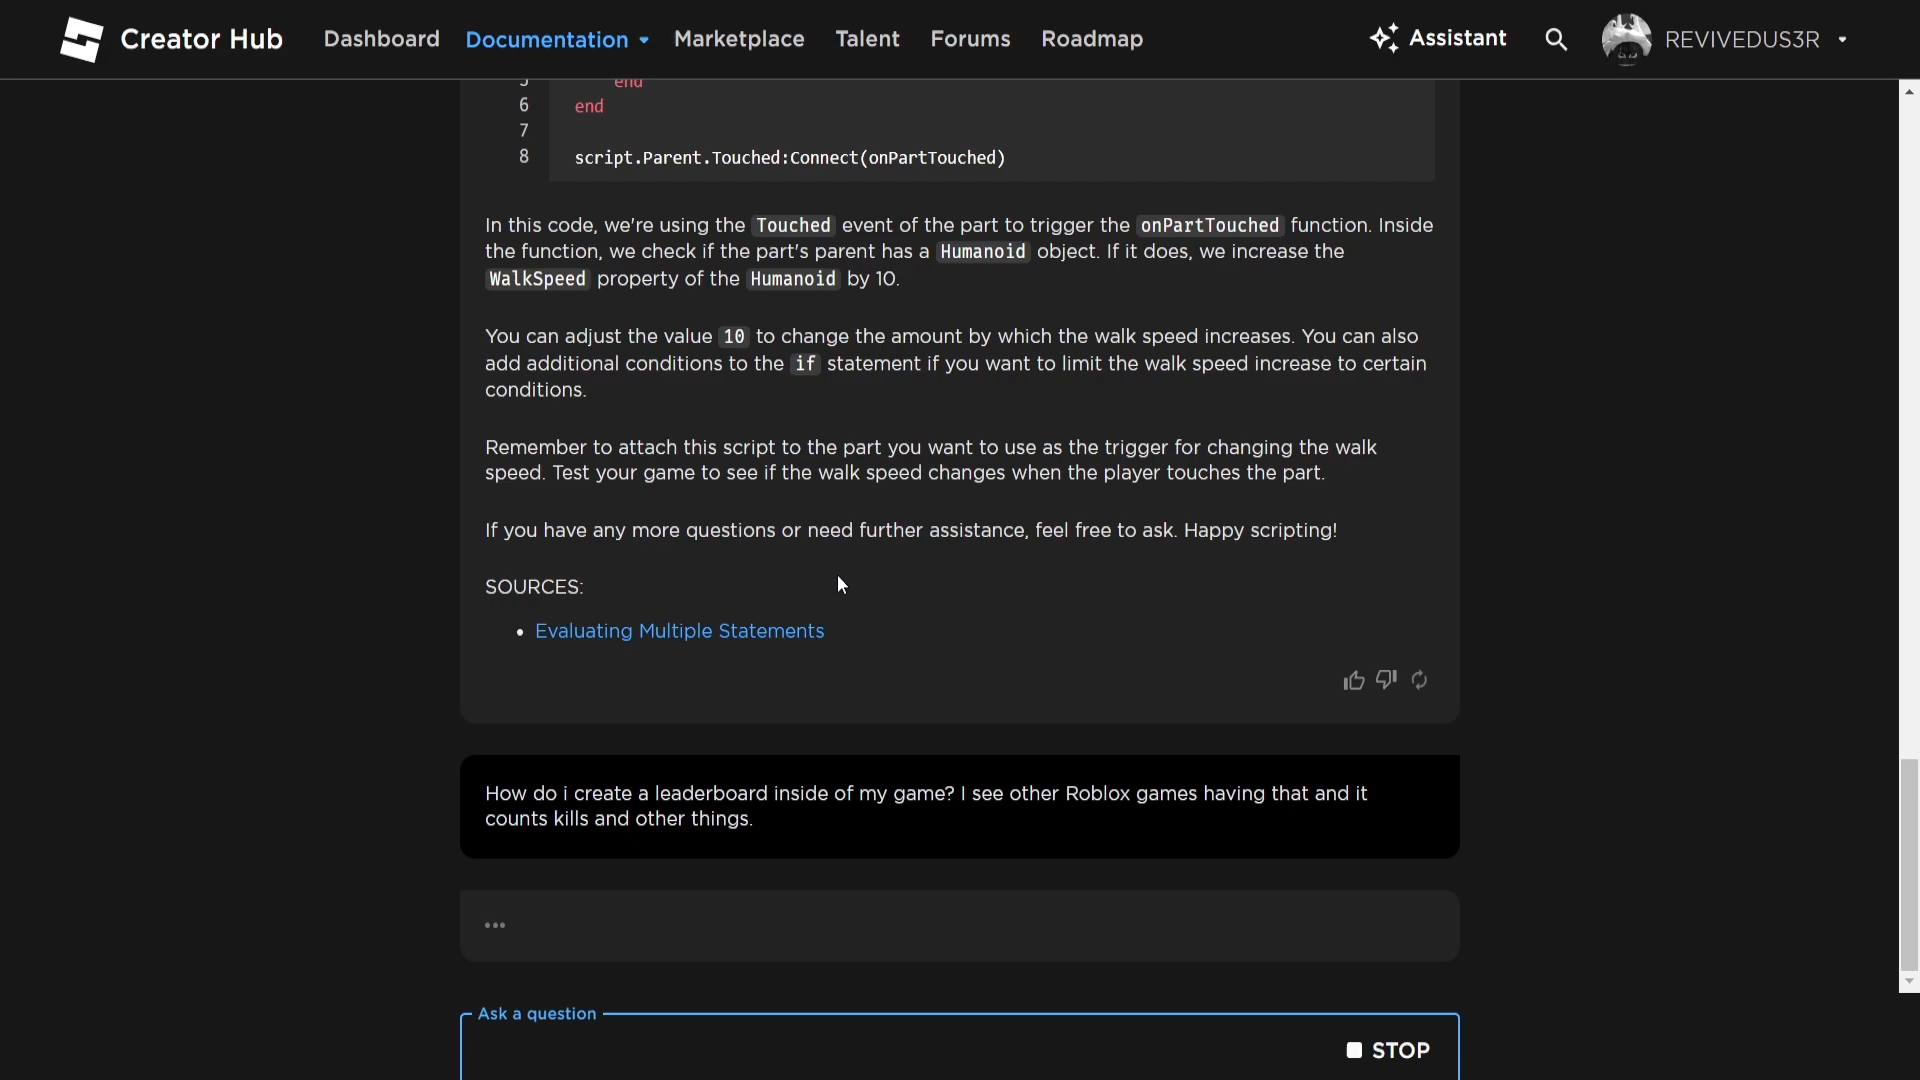 Creator Hub Dashboard Documentation Marketplace Talent Forums Roadmap Assistant REVIVEDUS3R
5 end
6 end
7
8 script.Parent.Touched:Connect(onPartTouched)
In this code, we're using the Touched event of the part to trigger the onPartTouched function. Inside
the function, we check if the part's parent has a Humanoid object. If it does, we increase the
WalkSpeed property of the Humanoid by 10.
You can adjust the value 10 to change the amount by which the walk speed increases. You can also
add additional conditions to the if statement if you want to limit the walk speed increase to certain
conditions.
Remember to attach this script to the part you want to use as the trigger for changing the walk
speed. Test your game to see if the walk speed changes when the player touches the part.
If you have any more questions or need further assistance, feel free to ask. Happy scripting!
SOURCES:
• Evaluating Multiple Statements
How do i create a leaderboard inside of my game? I see other Roblox games having that and it
counts kills and other things.
•••
Ask a question
STOP